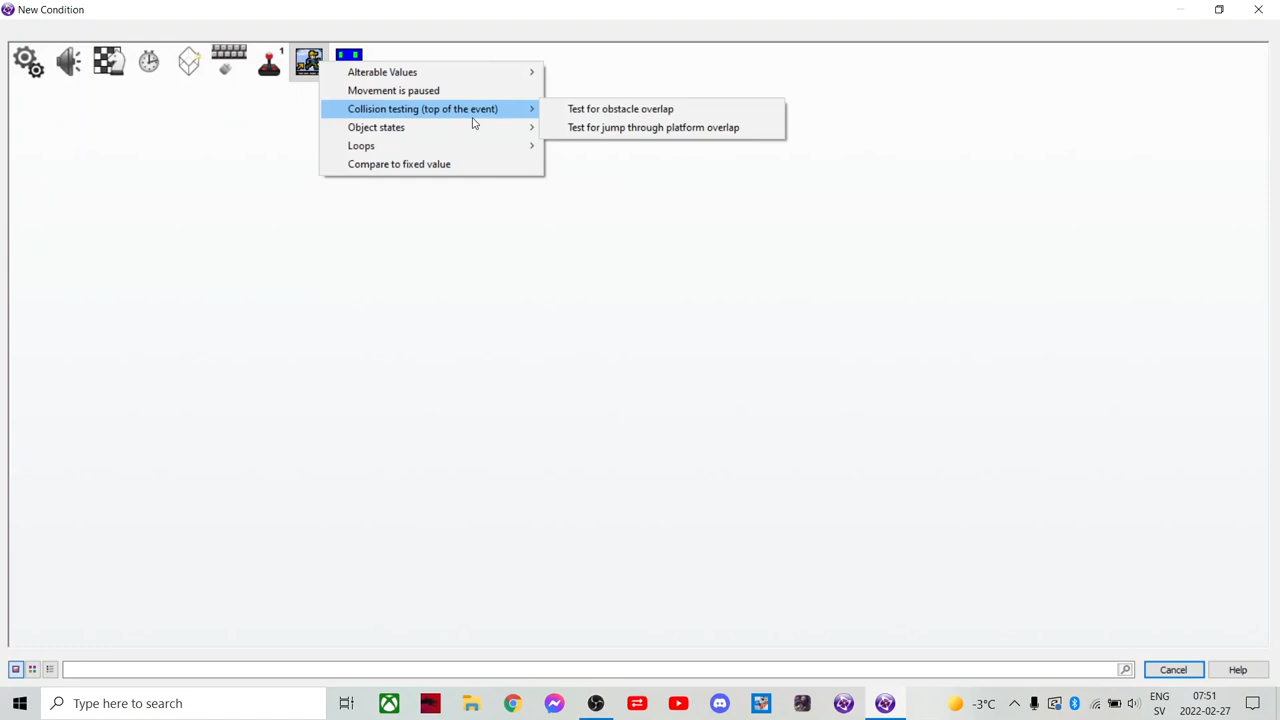 New Condition
1
Alterable Values
Movement is paused
Collision testing (top of the event)
Test for obstacle overlap
Object states
Test for jump through platform overlap
Loops
Compare to fixed value
Cancel
Help
Type here to search
-3°C
ENG
SV
07:51
2022-02-27